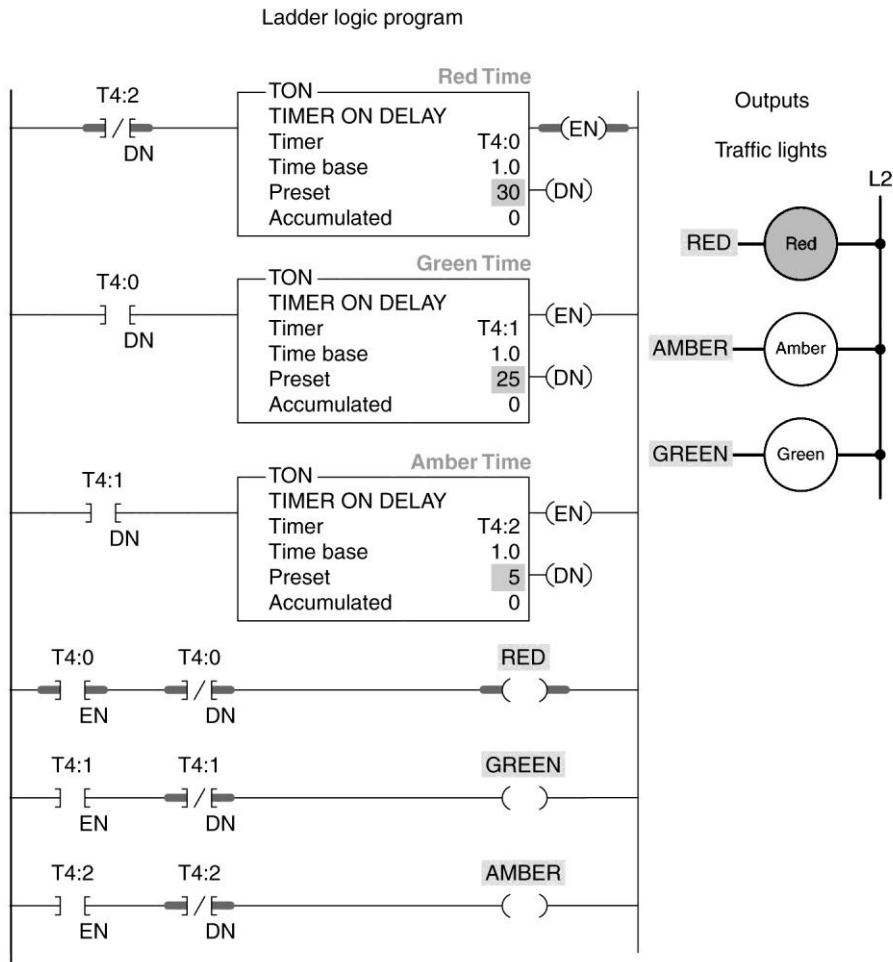 Ladder logic program
Red Time
T4:2
DN
TON
TIMER ON DELAY
Timer T4:0
Time base 1.0
Preset 30
Accumulated 0
(EN)
(DN)
Green Time
T4:0
DN
TON
TIMER ON DELAY
Timer T4:1
Time base 1.0
Preset 25
Accumulated 0
(EN)
(DN)
Amber Time
T4:1
DN
TON
TIMER ON DELAY
Timer T4:2
Time base 1.0
Preset 5
Accumulated 0
(EN)
(DN)
T4:0 T4:0 RED
EN DN
T4:1 T4:1 GREEN
EN DN
T4:2 T4:2 AMBER
EN DN
Outputs
Traffic lights
L2
RED Red
AMBER Amber
GREEN Green